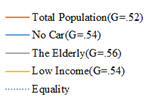 Total Population(G=.52)
No Car(G=.54)
The Elderly(G=.56)
Low Income(G=.54)
Equality